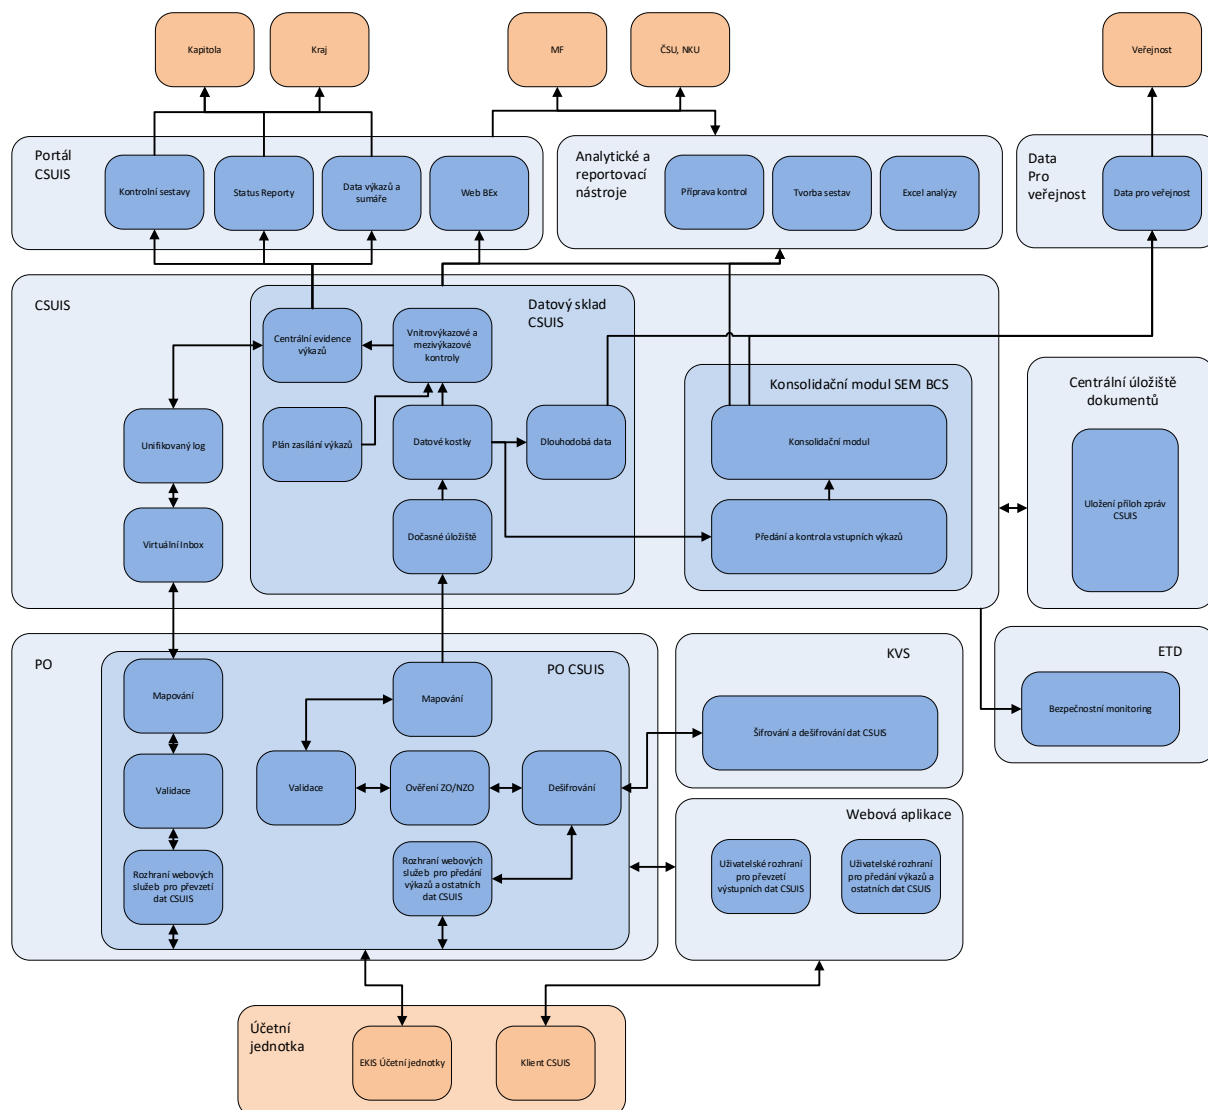 Kapitola
Kraj
MF
ČSU, NKU
Veřejnost
Portál
CSUIS
Kontrolní sestavy
Status Reporty
Data výkazů a
sumáře
Web BEx
Analytické a
reportovací
nástroje
Příprava kontrol
Tvorba sestav
Excel analýzy
Data
Pro
veřejnost
Data pro veřejnost
CSUIS
Datový sklad
CSUIS
Centrální evidence
výkazů
Vnitrovýkazové a
mezivýkazové
kontroly
Unifikovaný log
Plán zasílání výkazů
Datové kostky
Dlouhodobá data
Virtuální Inbox
Dočasné úložiště
Konsolidační modul SEM BCS
Konsolidační modul
Předání a kontrola vstupních výkazů
Centrální úložiště
dokumentů
Uložení příloh zpráv
CSUIS
PO
PO CSUIS
Mapování
Mapování
Validace
Validace
Ověření ZO/NZO
Dešifrování
Rozhraní webových
služeb pro převzetí
dat CSUIS
Rozhraní webových
služeb pro předání
výkazů a ostatních
dat CSUIS
KVS
Šifrování a dešifrování dat CSUIS
ETD
Bezpečnostní monitoring
Webová aplikace
Uživatelské rozhraní
pro převzetí
výstupních dat CSUIS
Uživatelské rozhraní
pro předání výkazů a
ostatních dat CSUIS
Účetní
jednotka
EKIS Účetní jednotky
Klient CSUIS